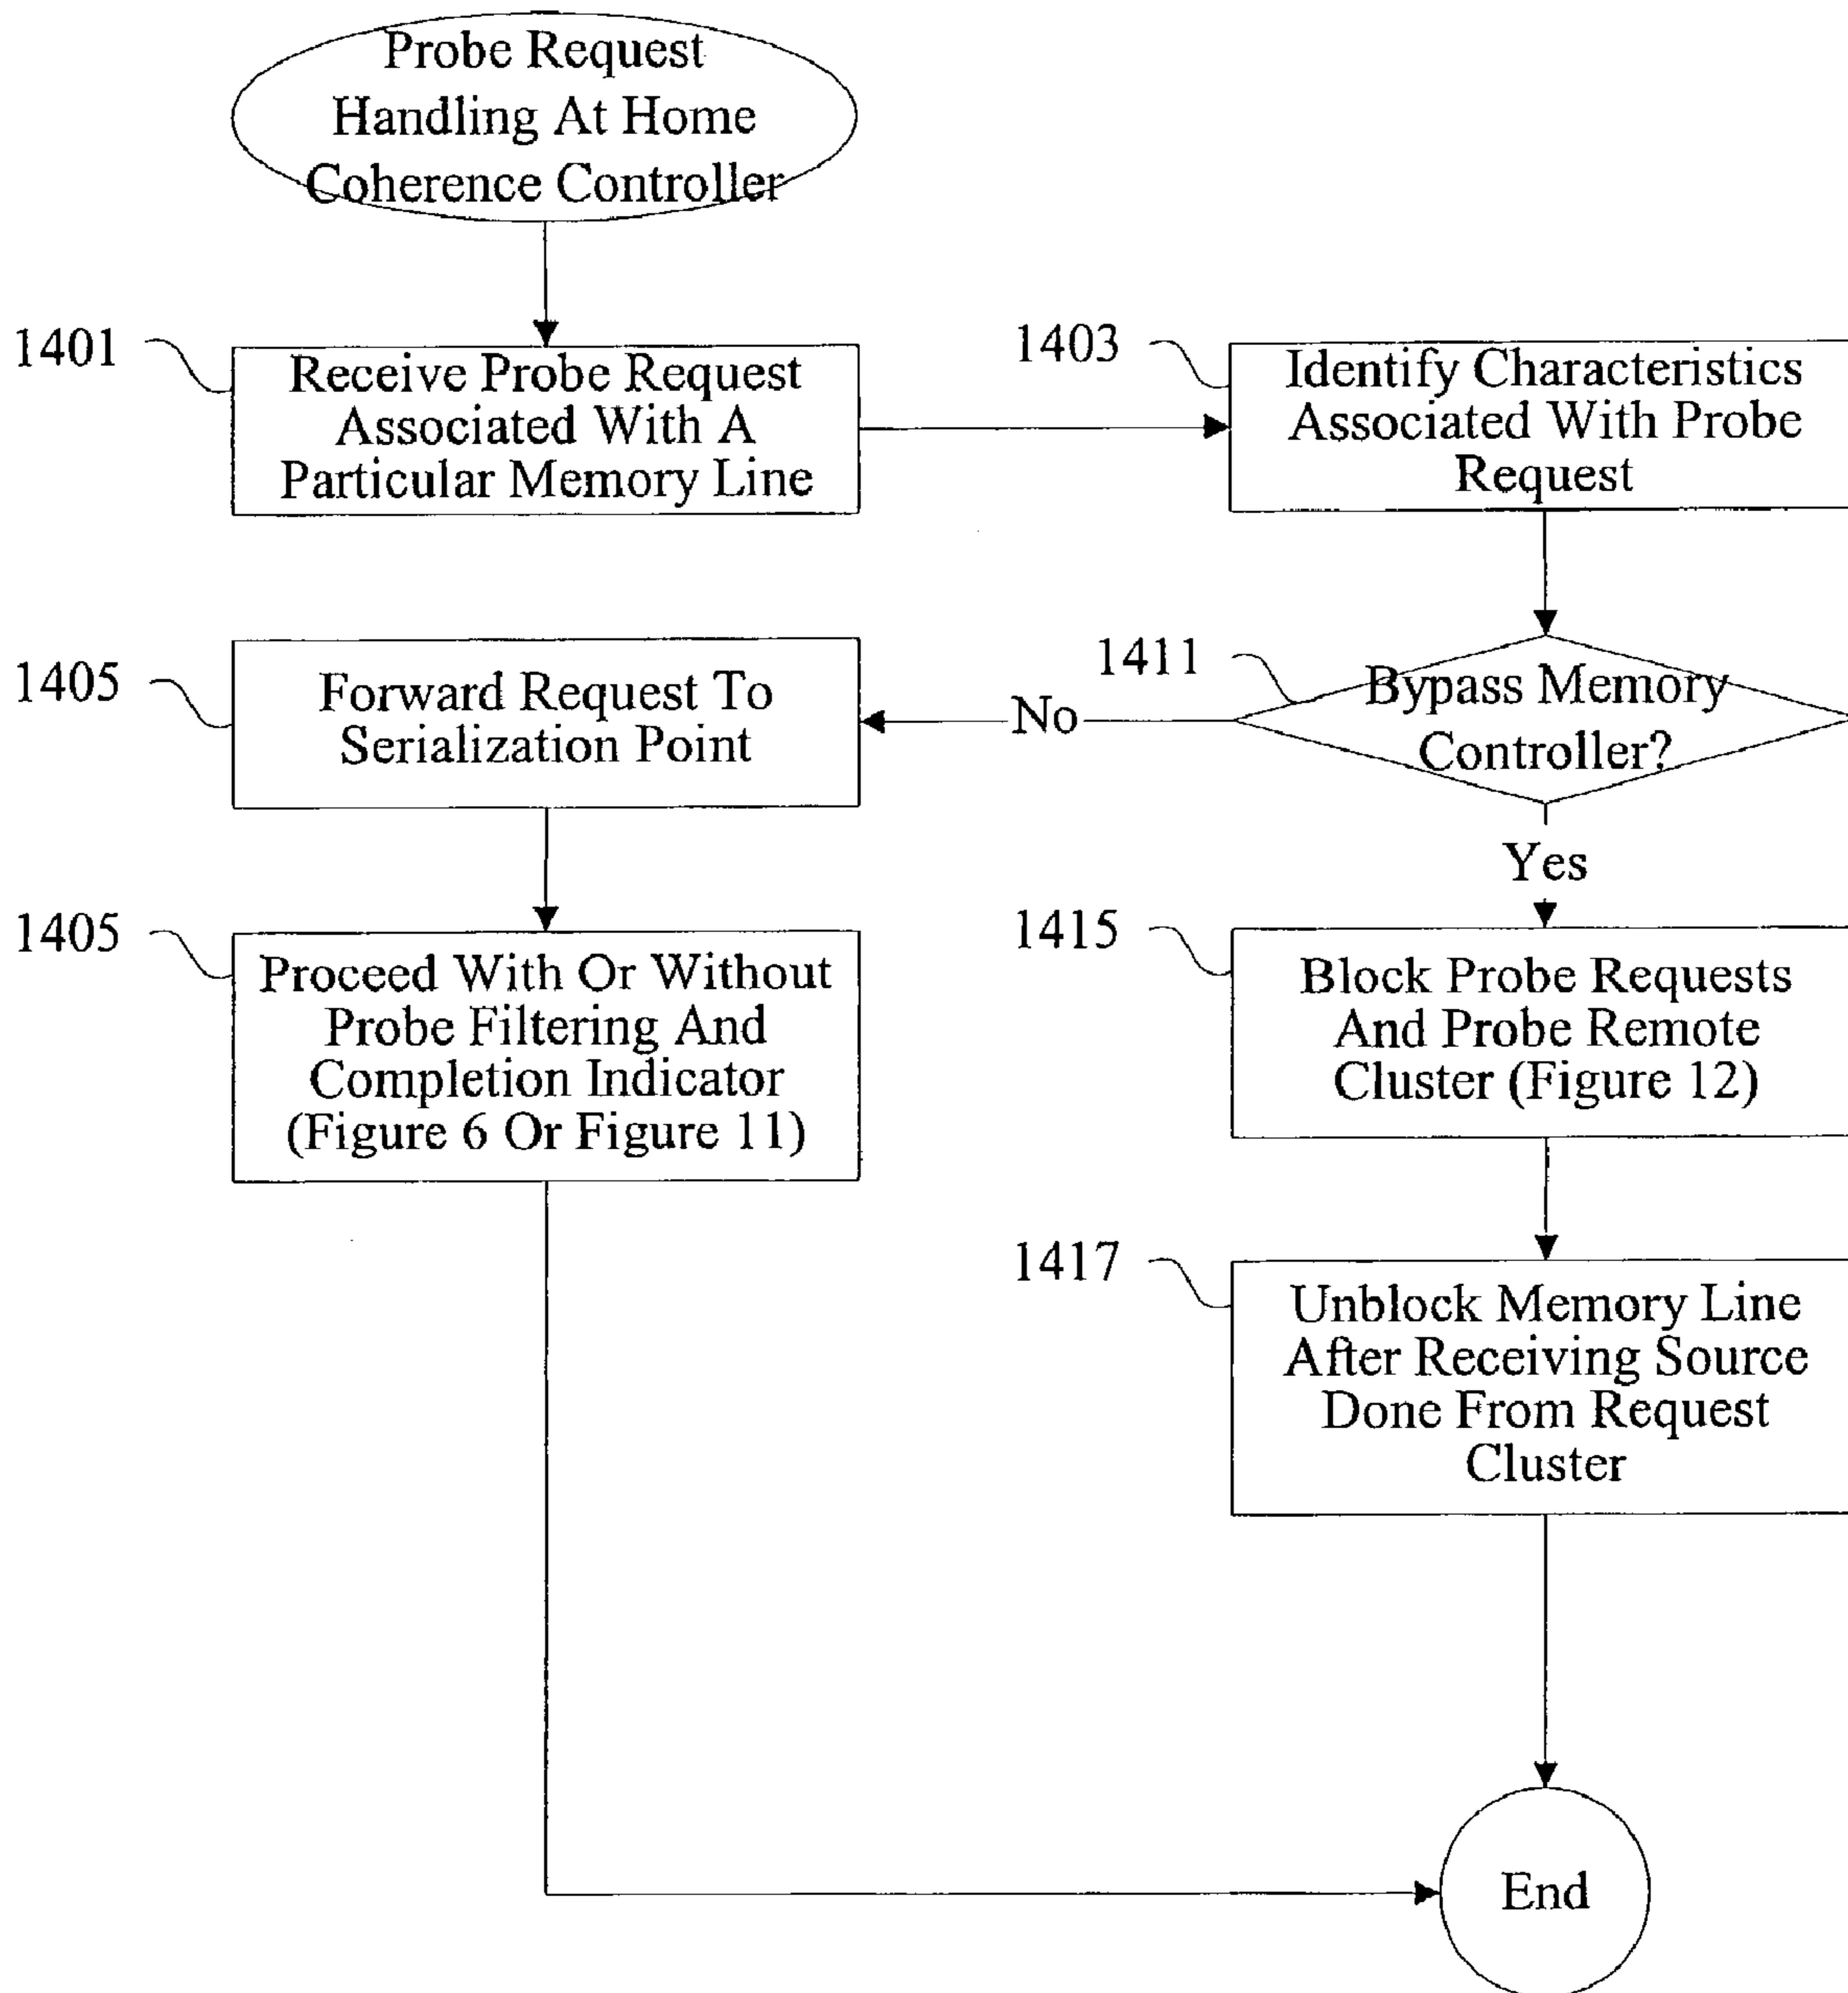 Probe Request
Handling At Home
Coherence Controller
1401
Receive Probe Request
Associated With A
Particular Memory Line
1403
Identify Characteristics
Associated With Probe
Request
1411
Bypass Memory
Controller?
No
1405
Forward Request To
Serialization Point
Yes
1405
Proceed With Or Without
Probe Filtering And
Completion Indicator
(Figure 6 Or Figure 11)
1415
Block Probe Requests
And Probe Remote
Cluster (Figure 12)
1417
Unblock Memory Line
After Receiving Source
Done From Request
Cluster
End